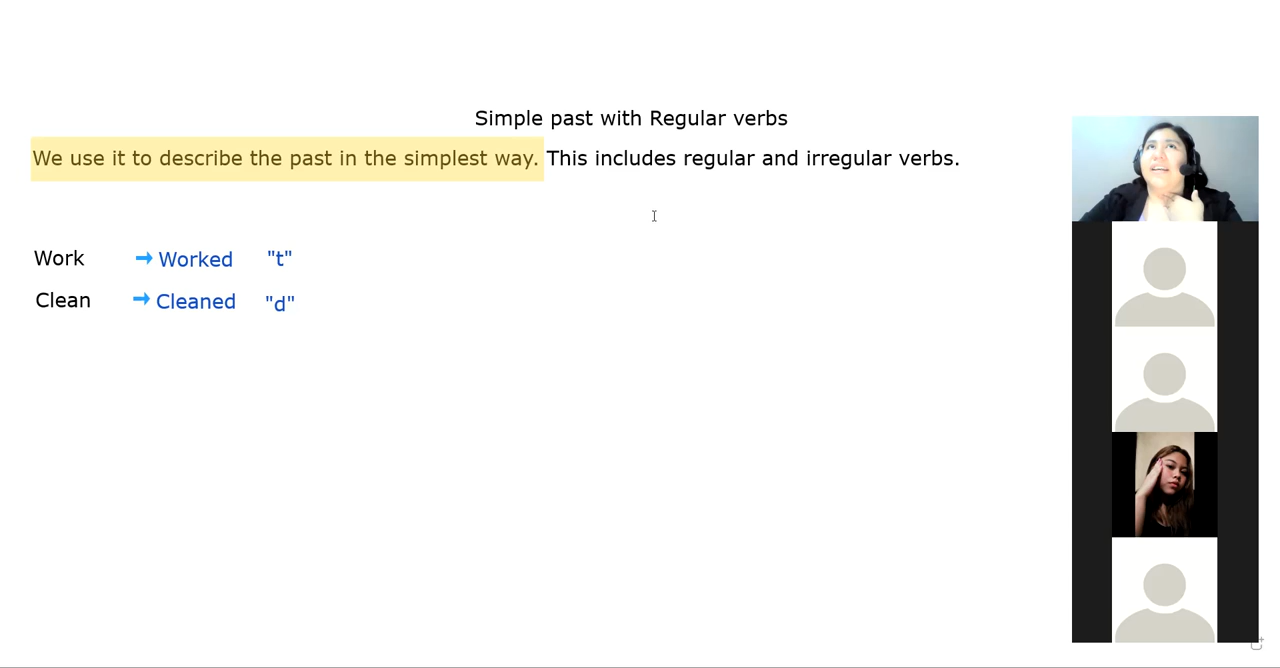 Simple past with Regular verbs
We use it to describe the past in the simplest way. This includes regular and irregular verbs.
Work → Worked "t"
Clean → Cleaned "d"